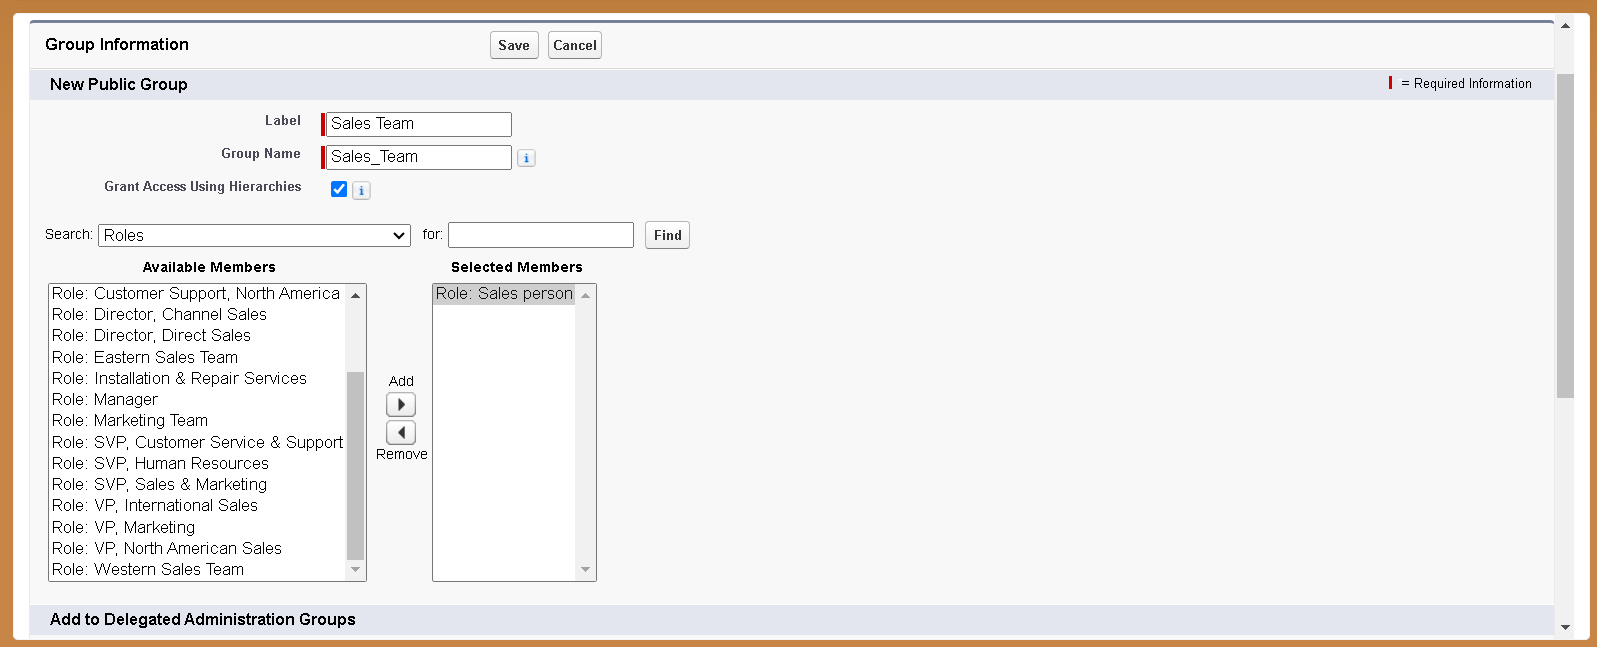 Group Information
Save
Cancel
New Public Group
= Required Information
Label
Sales Team
Group Name
Sales_Team
i
Grant Access Using Hierarchies
i
Search: Roles for: Find
Available Members
Selected Members
Role: Customer Support, North America
Role: Director, Channel Sales
Role: Director, Direct Sales
Role: Eastern Sales Team
Role: Installation & Repair Services
Role: Manager
Role: Marketing Team
Role: SVP, Customer Service & Support
Role: SVP, Human Resources
Role: SVP, Sales & Marketing
Role: VP, International Sales
Role: VP, Marketing
Role: VP, North American Sales
Role: Western Sales Team
Add
Remove
Role: Sales person
Add to Delegated Administration Groups